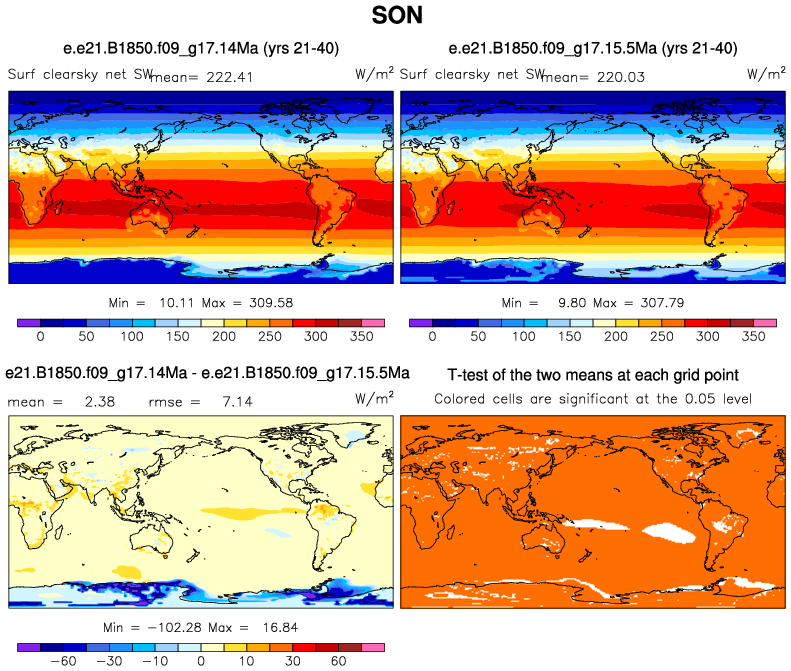 SON
e.e21.B1850.f09_g17.14Ma (yrs 21-40)
e.e21.B1850.f09_g17.15.5Ma (yrs 21-40)
Surf clearsky net SW mean= 222.41 W/m²
Surf clearsky net SW mean= 220.03 W/m²
Min = 10.11 Max = 309.58
Min = 9.80 Max = 307.79
0 50 100 150 200 250 300 350
0 50 100 150 200 250 300 350
e21.B1850.f09_g17.14Ma - e.e21.B1850.f09_g17.15.5Ma
T-test of the two means at each grid point
mean = 2.38 rmse = 7.14 W/m²
Colored cells are significant at the 0.05 level
Min = −102.28 Max = 16.84
−60 −30 −10 0 10 30 60